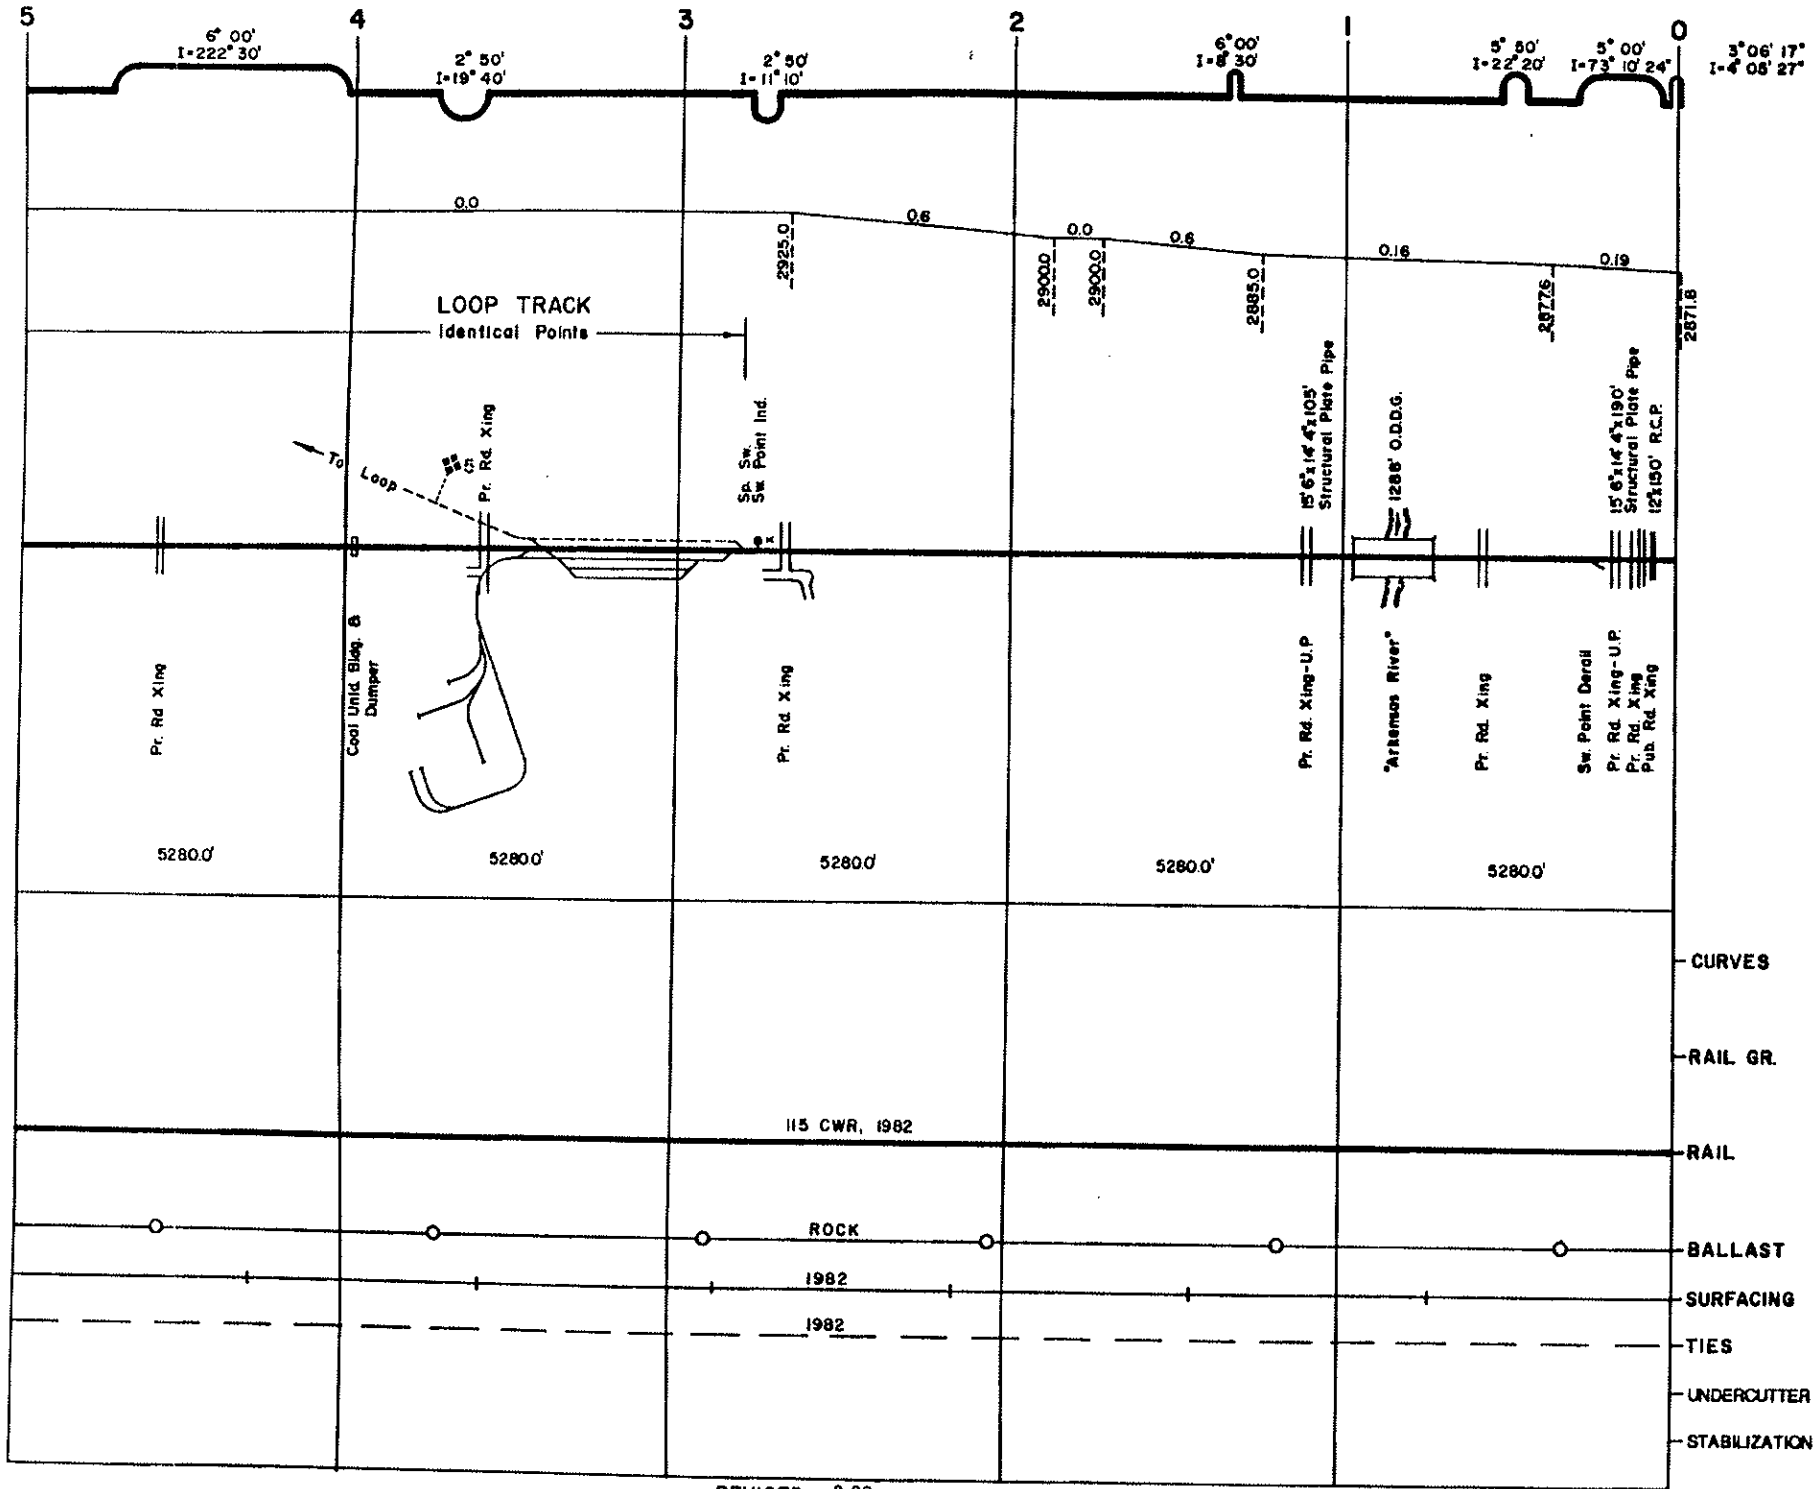 5 4 3 2 1 0
6° 00'
I=222° 30'
2° 50'
I=19° 40'
2° 50'
I=11° 10'
6° 00'
I=8° 30'
5° 50'
I=22° 20'
5° 00'
I=73° 10' 24"
3° 06' 17"
I=4° 05' 27"
0.0
0.6
0.0
0.6
0.16
0.19
2925.0
2900.0
2900.0
2885.0
2877.6
2871.8
LOOP TRACK
Identical Points
To Loop
Pr. Rd. Xing
Sp. Sw.
Sw. Point Ind.
15' 6" x 14' 4" x 105'
Structural Plate Pipe
1288' O.D.D.G.
15' 6" x 14' 4" x 190'
Structural Plate Pipe
12" x 150' R.C.P.
Pr. Rd Xing
Coal Unld. Bldg. &
Dumper
Pr. Rd. Xing
Pr. Rd. Xing-U.P
"Arkansas River"
Pr. Rd. Xing
Sw. Point Derail
Pr. Rd. Xing-U.P.
Pr. Rd. Xing
Pub. Rd. Xing
5280.0' 5280.0' 5280.0' 5280.0' 5280.0'
CURVES
RAIL GR.
115 CWR, 1982
RAIL
ROCK
BALLAST
1982
SURFACING
1982
TIES
UNDERCUTTER
STABILIZATION